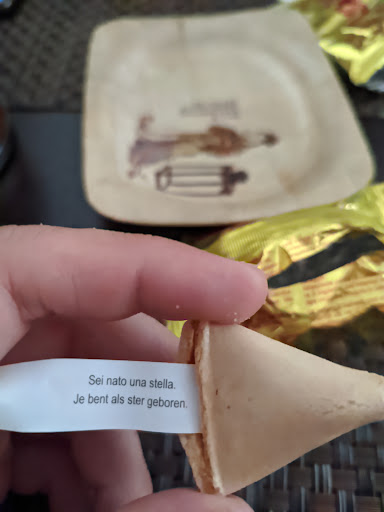 Sei nato una stella.
Je bent als ster geboren.